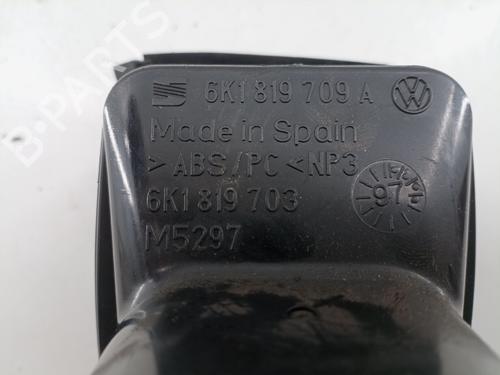 6K1 819 709 A
Made in Spain
>ABS/PC< NP3
97
6K1 819 703
M5297
B-Parts